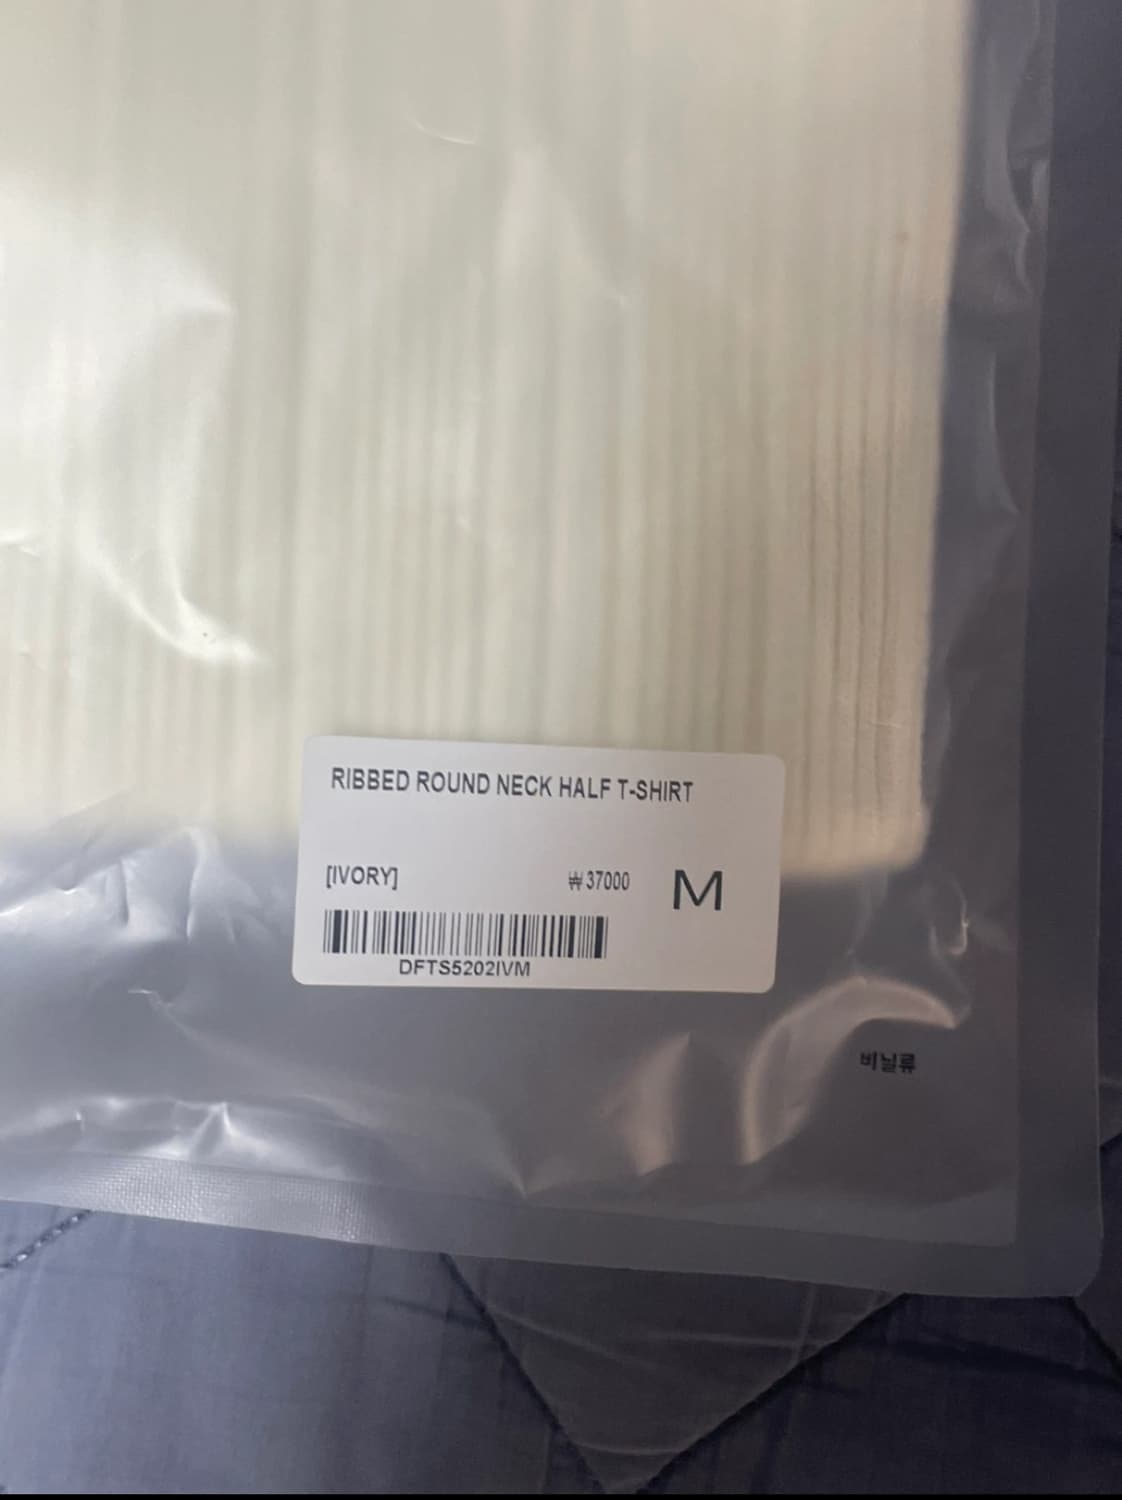 RIBBED ROUND NECK HALF T-SHIRT
[IVORY] ₩37000 M
DFTS5202IVM
비닐류